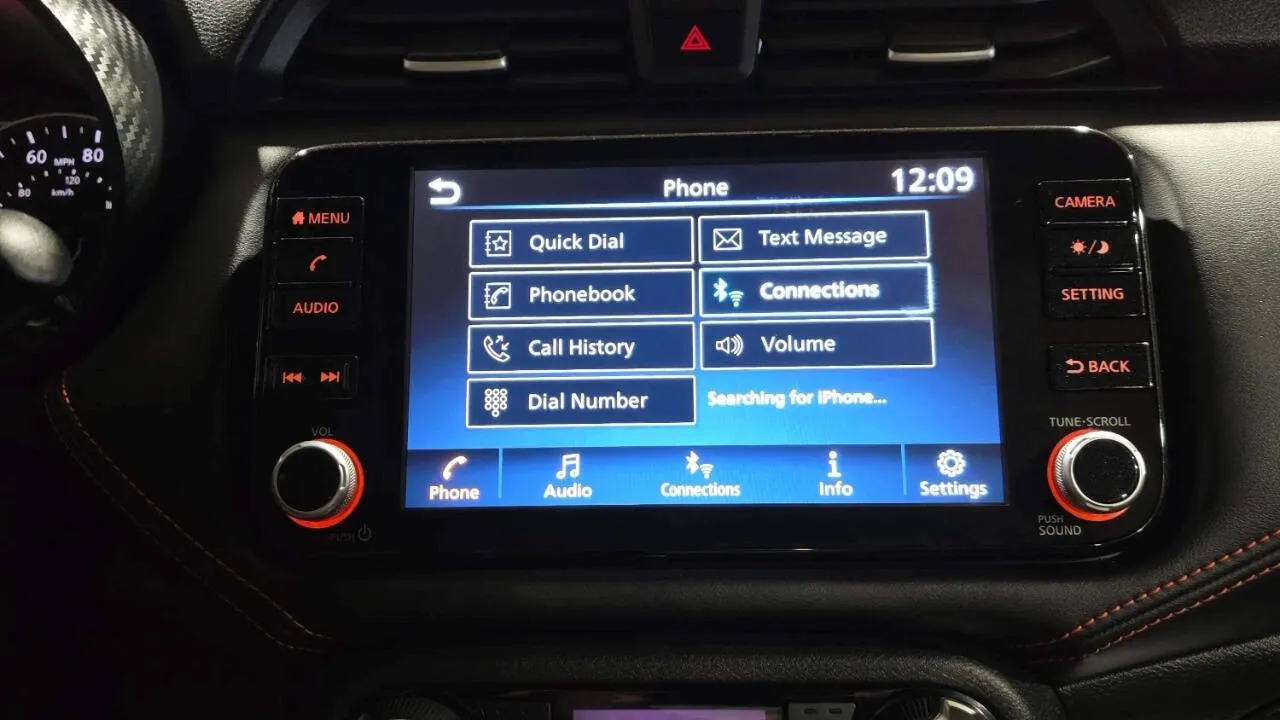 60 MPH 80
80 km/h 120
MENU
AUDIO
VOL
PUSH
Phone
12:09
Quick Dial
Text Message
Phonebook
Connections
Call History
Volume
Dial Number
Searching for iPhone...
Phone
Audio
Connections
Info
Settings
CAMERA
SETTING
BACK
TUNE·SCROLL
PUSH
SOUND